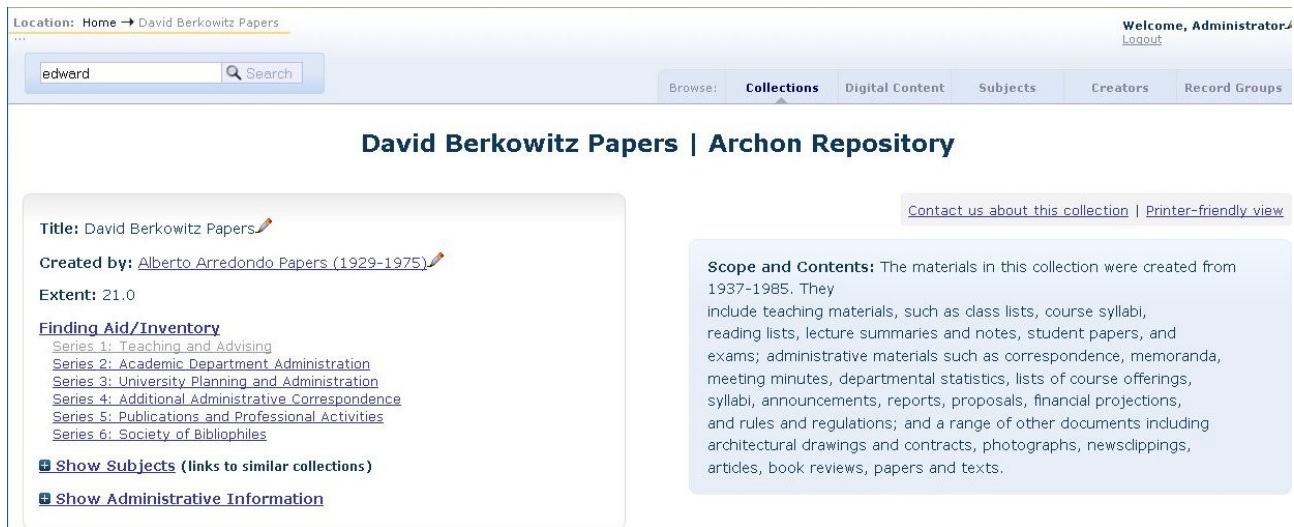 Location: Home → David Berkowitz Papers
...
Welcome, Administrator
Logout
edward Search
Browse: Collections Digital Content Subjects Creators Record Groups
David Berkowitz Papers | Archon Repository
Contact us about this collection | Printer-friendly view
Title: David Berkowitz Papers
Created by: Alberto Arredondo Papers (1929-1975)
Extent: 21.0
Finding Aid/Inventory
Series 1: Teaching and Advising
Series 2: Academic Department Administration
Series 3: University Planning and Administration
Series 4: Additional Administrative Correspondence
Series 5: Publications and Professional Activities
Series 6: Society of Bibliophiles
Show Subjects (links to similar collections)
Show Administrative Information
Scope and Contents: The materials in this collection were created from
1937-1985. They
include teaching materials, such as class lists, course syllabi,
reading lists, lecture summaries and notes, student papers, and
exams; administrative materials such as correspondence, memoranda,
meeting minutes, departmental statistics, lists of course offerings,
syllabi, announcements, reports, proposals, financial projections,
and rules and regulations; and a range of other documents including
architectural drawings and contracts, photographs, newsclippings,
articles, book reviews, papers and texts.